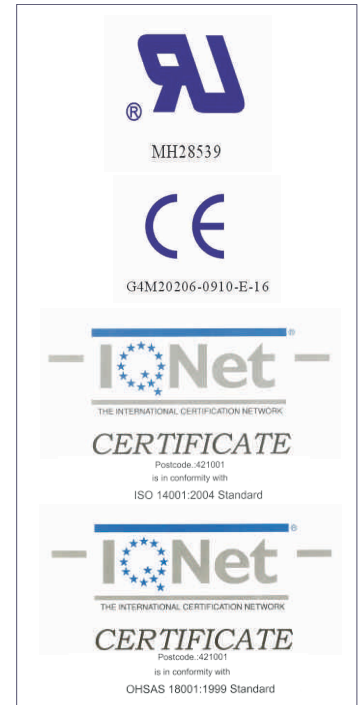 ®
MH28539
CE
G4M20206-0910-E-16
®
IQNet
THE INTERNATIONAL CERTIFICATION NETWORK
CERTIFICATE
Postcode.:421001
is in conformity with
ISO 14001:2004 Standard
®
IQNet
THE INTERNATIONAL CERTIFICATION NETWORK
CERTIFICATE
Postcode.:421001
is in conformity with
OHSAS 18001:1999 Standard